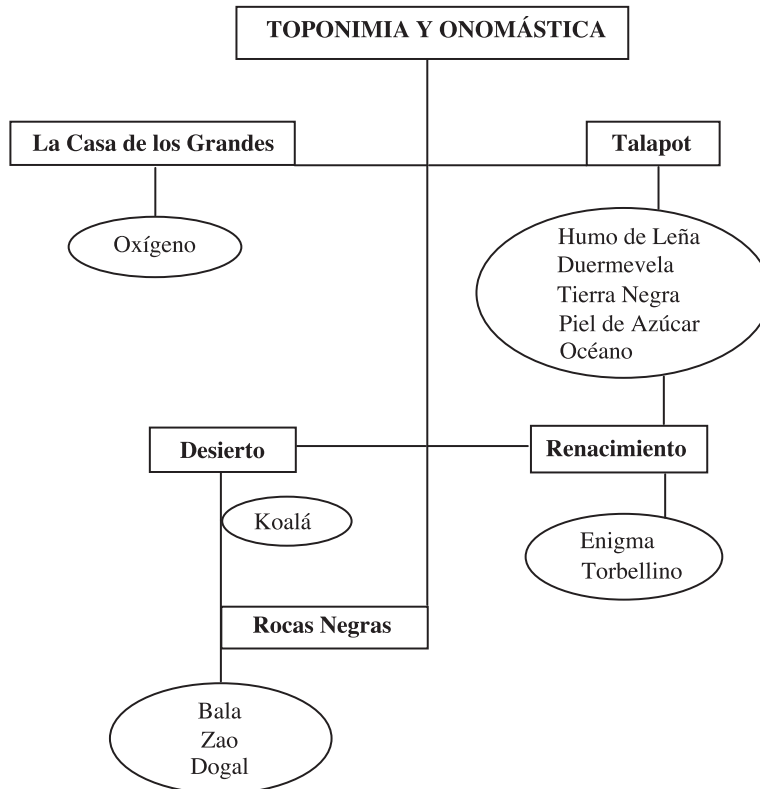 TOPONIMIA Y ONOMÁSTICA
La Casa de los Grandes
Talapot
Oxígeno
Humo de Leña
Duermevela
Tierra Negra
Piel de Azúcar
Océano
Desierto
Renacimiento
Koalá
Enigma
Torbellino
Rocas Negras
Bala
Zao
Dogal